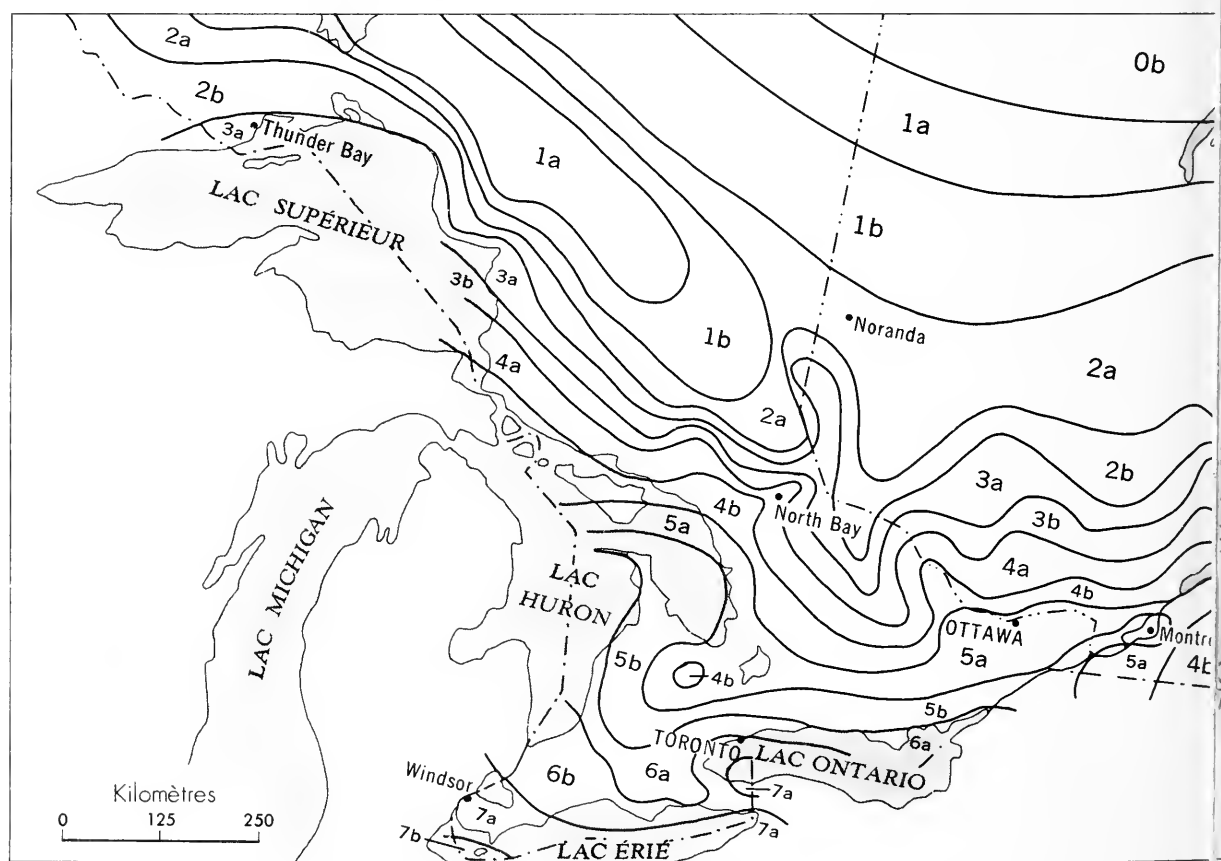 2a
0b
2b
1a
3a
Thunder Bay
1a
LAC SUPÉRIEUR
1b
3b
3a
Noranda
1b
4a
2a
2a
2b
3a
4b
North Bay
3b
5a
LAC MICHIGAN
LAC
HURON
4a
4b
OTTAWA
5a
5b
4b
5a
4b
5b
TORONTO
LAC ONTARIO
6a
6b
6a
Windsor
7a
7a
7a
7b
LAC ÉRIÉ
Kilomètres
0 125 250